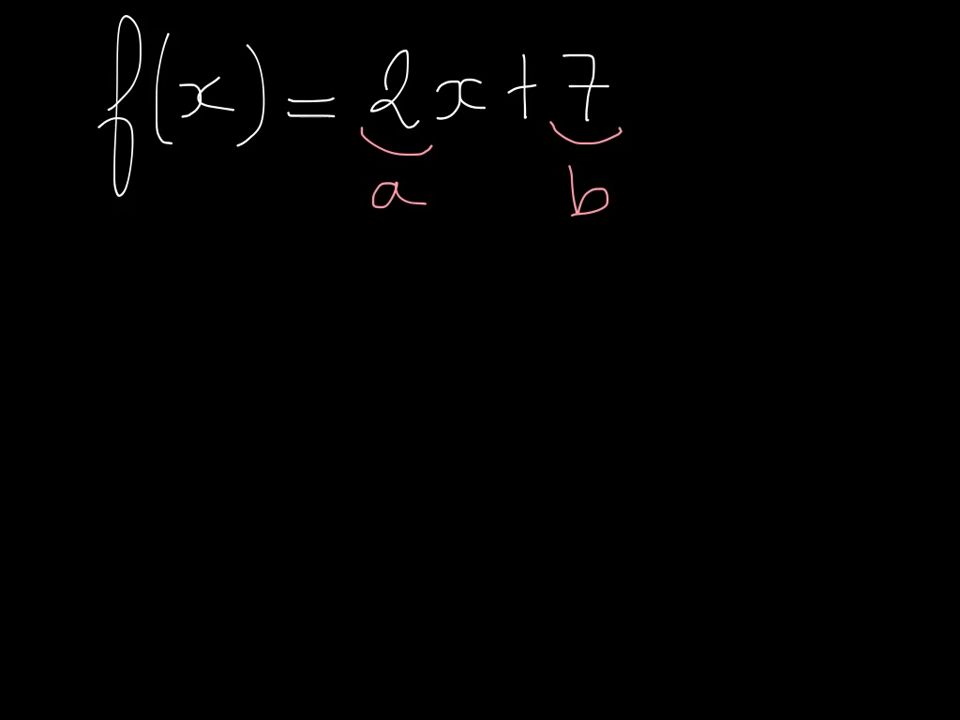 f(x) = 2x + 7
a b